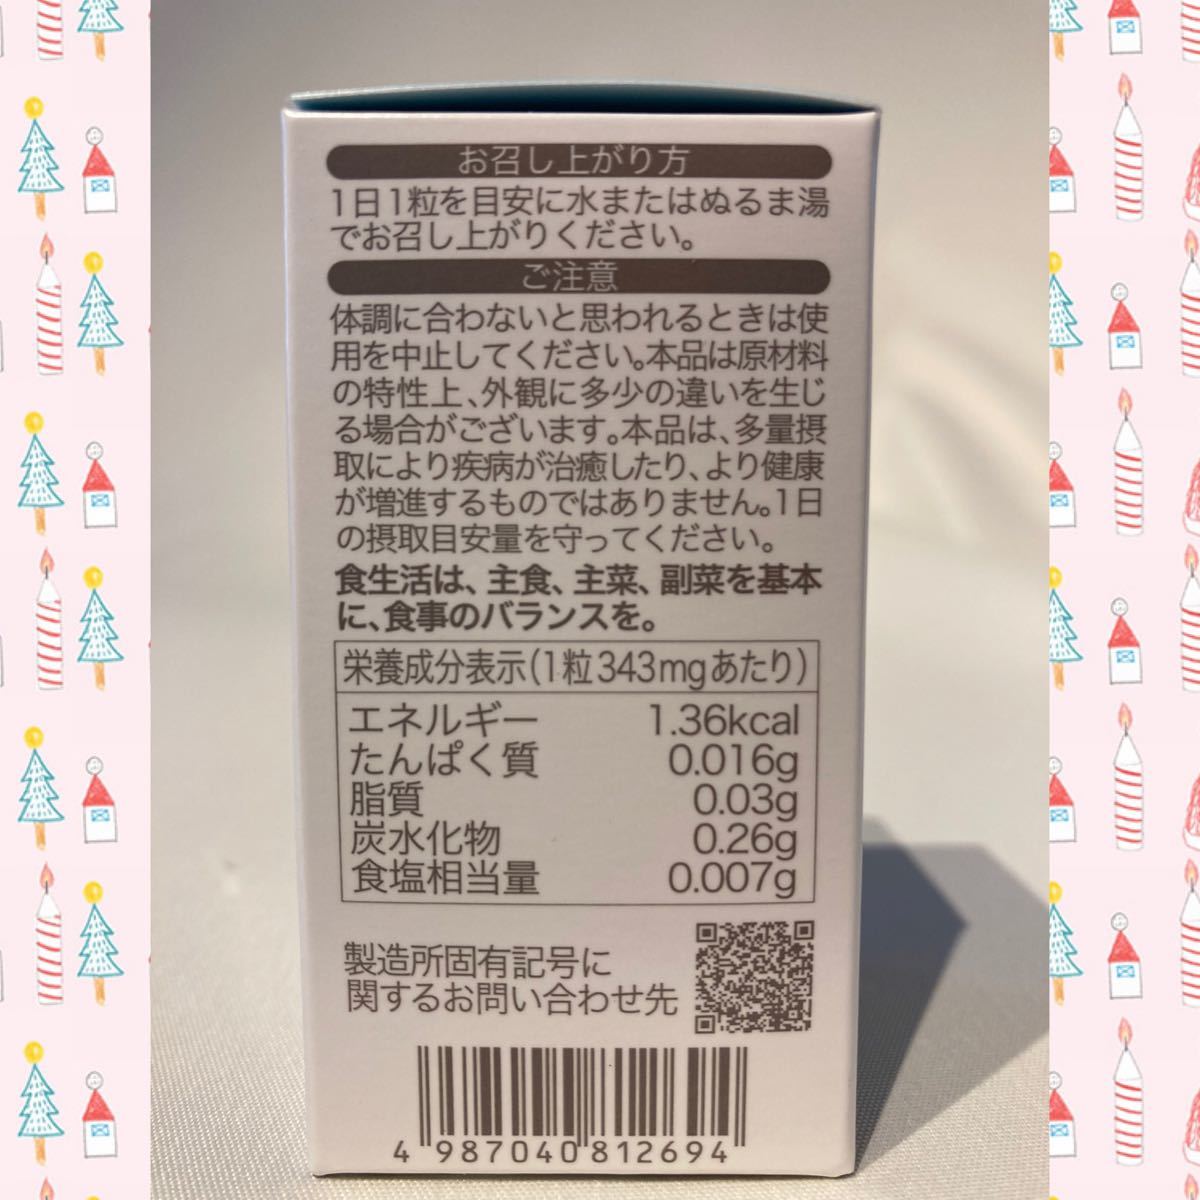 お召し上がり方
1日1粒を目安に水またはぬるま湯
でお召し上がりください。
ご注意
体調に合わないと思われるときは使
用を中止してください。本品は原材料
の特性上、外観に多少の違いを生じ
る場合がございます。本品は、多量摂
取により疾病が治癒したり、より健康
が増進するものではありません。1日
の摂取目安量を守ってください。
食生活は、主食、主菜、副菜を基本
に、食事のバランスを。
栄養成分表示(1粒343mgあたり)
エネルギー 1.36kcal
たんぱく質 0.016g
脂質 0.03g
炭水化物 0.26g
食塩相当量 0.007g
製造所固有記号に
関するお問い合わせ先
4 987040 812694